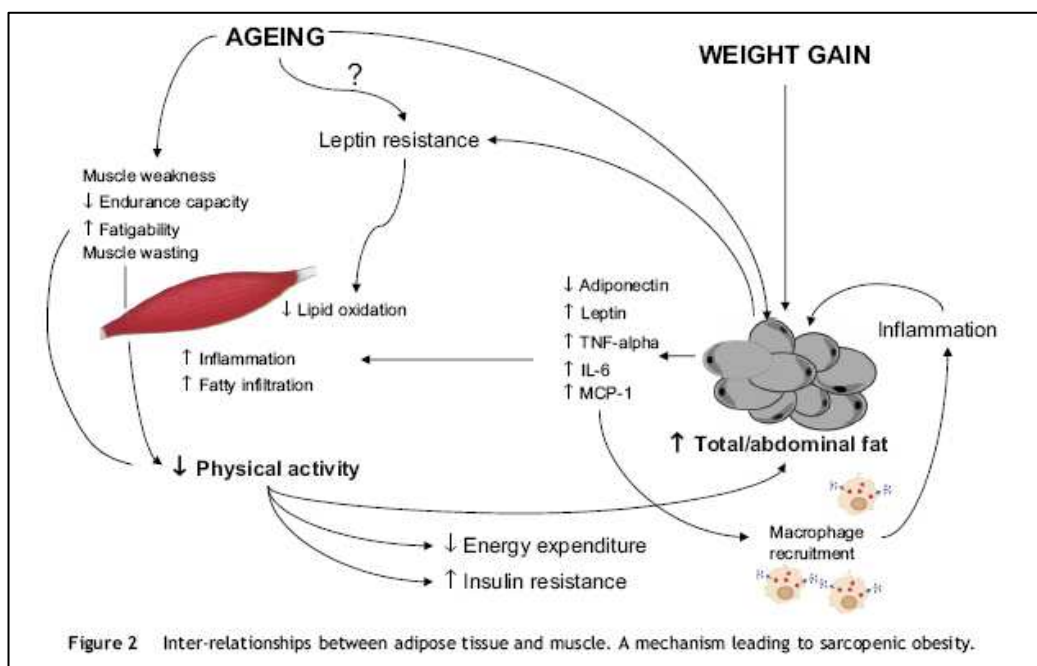 AGEING
WEIGHT GAIN
?
Leptin resistance
Muscle weakness
↓ Endurance capacity
↑ Fatigability
Muscle wasting
↓ Lipid oxidation
↑ Inflammation
↑ Fatty infiltration
↓ Adiponectin
↑ Leptin
↑ TNF-alpha
↑ IL-6
↑ MCP-1
Inflammation
↑ Total/abdominal fat
↓ Physical activity
Macrophage
recruitment
↓ Energy expenditure
↑ Insulin resistance
Figure 2 Inter-relationships between adipose tissue and muscle. A mechanism leading to sarcopenic obesity.